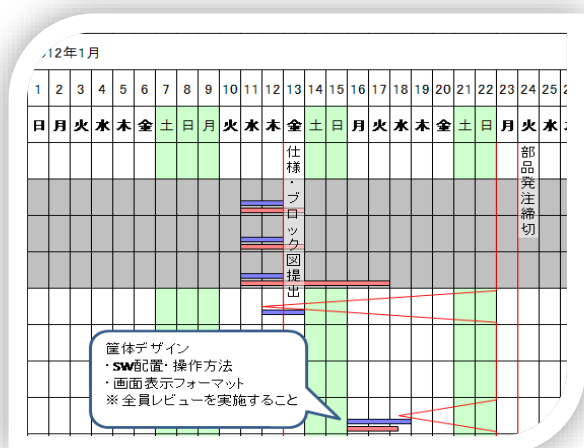 012年1月
1 2 3 4 5 6 7 8 9 10 11 12 13 14 15 16 17 18 19 20 21 22 23 24 25
日 月 火 水 木 金 土 日 月 火 水 木 金 土 日 月 火 水 木 金 土 日 月 火 水
仕様・ブロック図提出
部品発注締切
筐体デザイン
・SW配置・操作方法
・画面表示フォーマット
※全員レビューを実施すること